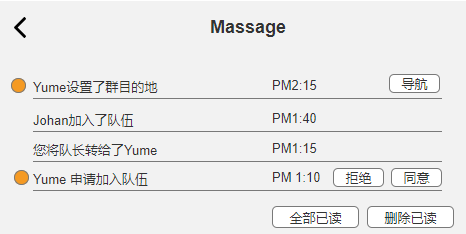 Massage
Yume设置了群目的地 PM2:15 导航
Johan加入了队伍 PM1:40
您将队长转给了Yume PM1:15
Yume 申请加入队伍 PM 1:10 拒绝 同意
全部已读 删除已读